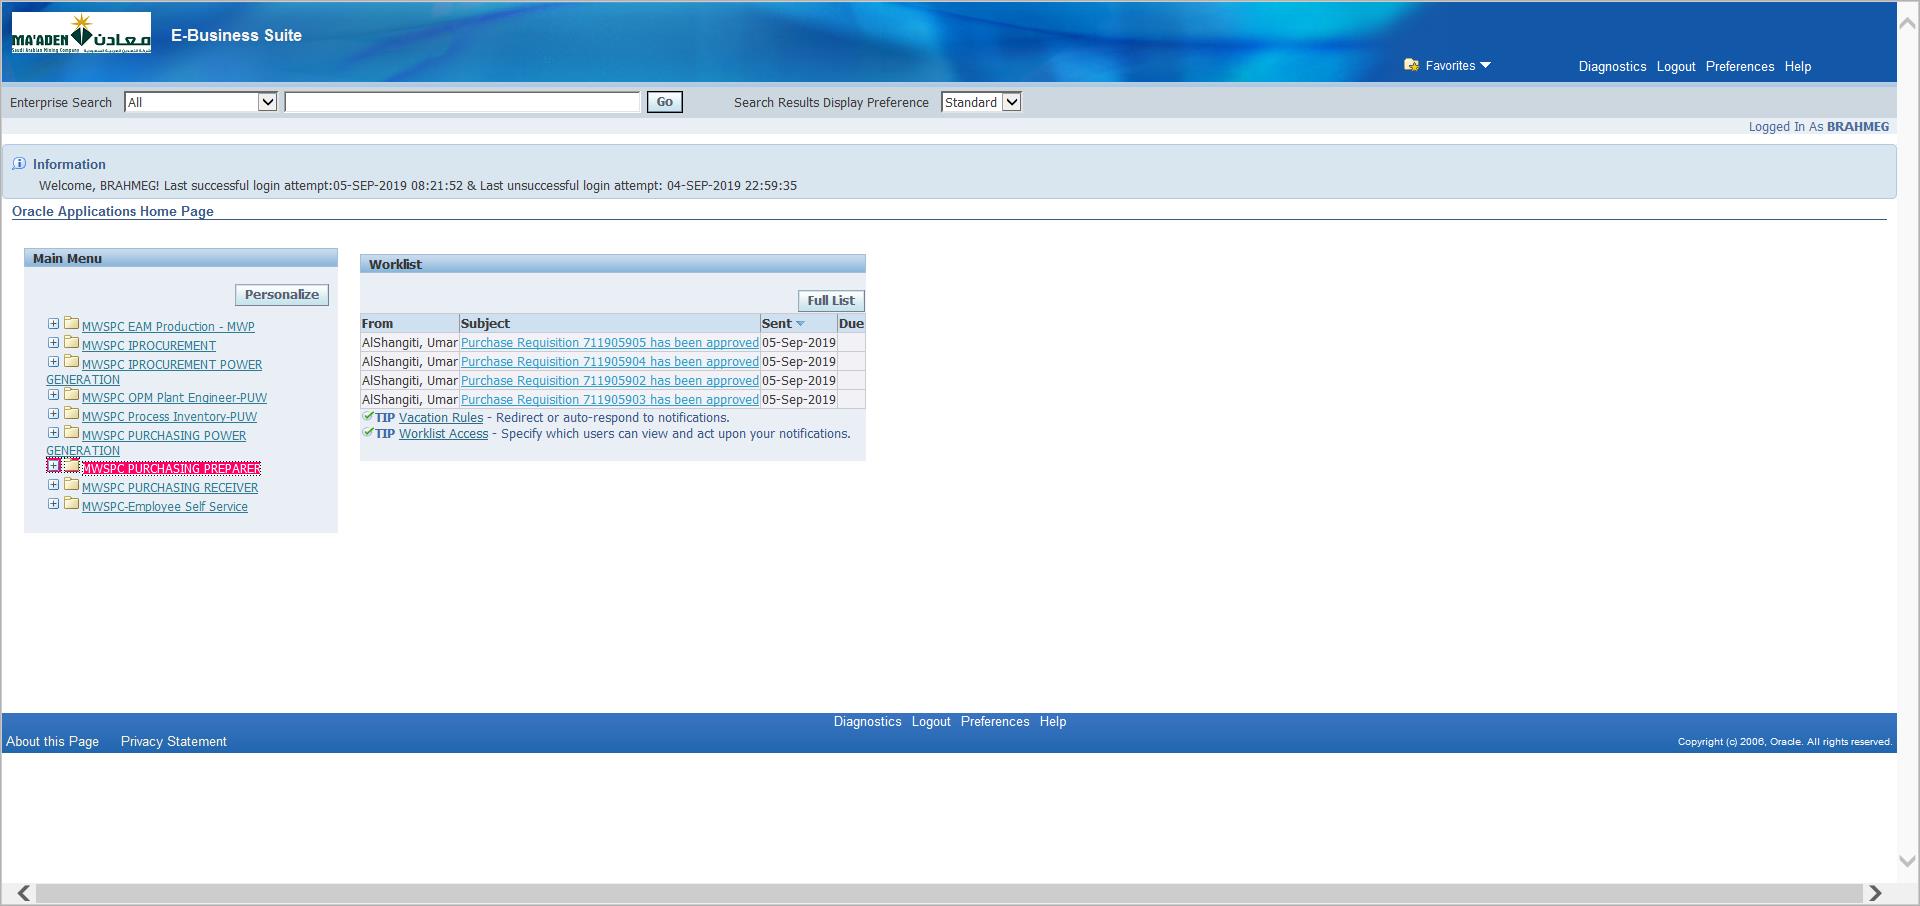 MA'ADEN معادن
Saudi Arabian Mining Company
E-Business Suite
Favorites
Diagnostics Logout Preferences Help
Enterprise Search All Go Search Results Display Preference Standard
Logged In As BRAHMEG
Information
Welcome, BRAHMEG! Last successful login attempt:05-SEP-2019 08:21:52 & Last unsuccessful login attempt: 04-SEP-2019 22:59:35
Oracle Applications Home Page
Main Menu
Personalize
MWSPC EAM Production - MWP
MWSPC IPROCUREMENT
MWSPC IPROCUREMENT POWER
GENERATION
MWSPC OPM Plant Engineer-PUW
MWSPC Process Inventory-PUW
MWSPC PURCHASING POWER
GENERATION
MWSPC PURCHASING PREPARER
MWSPC PURCHASING RECEIVER
MWSPC-Employee Self Service
Worklist
Full List
From Subject Sent Due
AlShangiti, Umar Purchase Requisition 711905905 has been approved 05-Sep-2019
AlShangiti, Umar Purchase Requisition 711905904 has been approved 05-Sep-2019
AlShangiti, Umar Purchase Requisition 711905902 has been approved 05-Sep-2019
AlShangiti, Umar Purchase Requisition 711905903 has been approved 05-Sep-2019
TIP Vacation Rules - Redirect or auto-respond to notifications.
TIP Worklist Access - Specify which users can view and act upon your notifications.
Diagnostics Logout Preferences Help
About this Page Privacy Statement
Copyright (c) 2006, Oracle. All rights reserved.